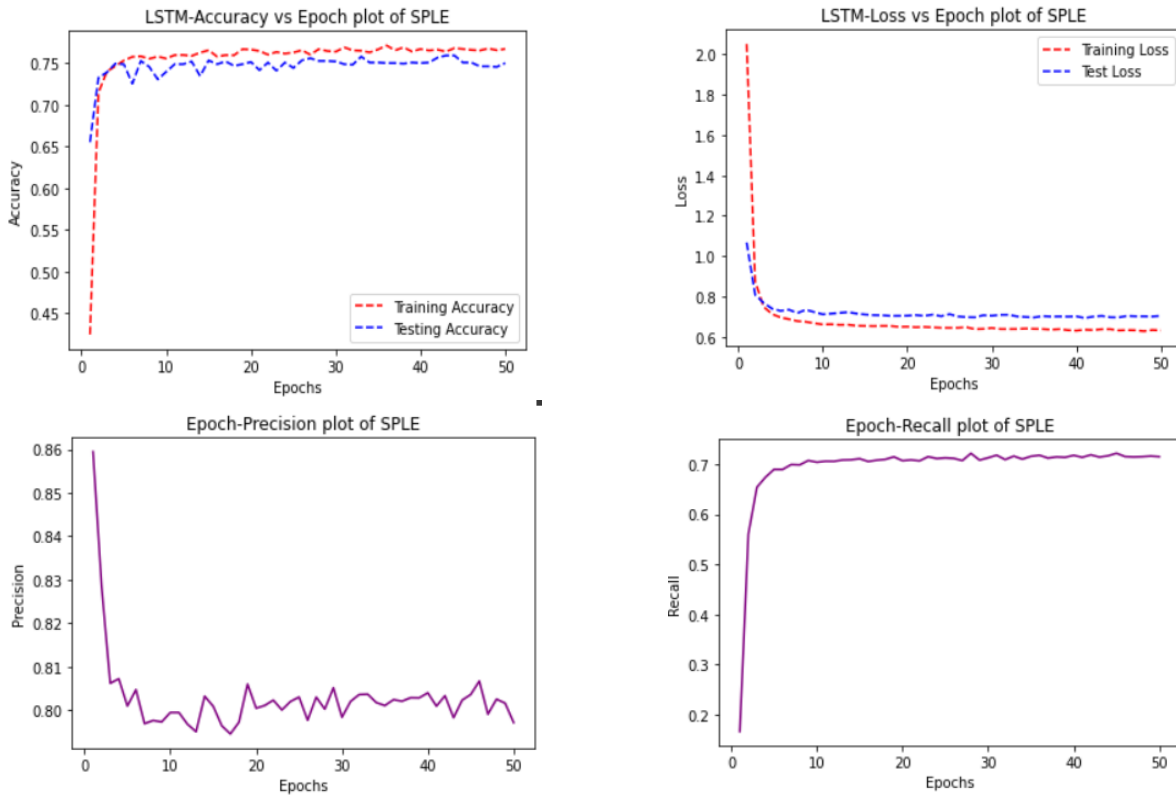 LSTM-Accuracy vs Epoch plot of SPLE
0.75
0.70
0.65
0.60
0.55
0.50
0.45
Accuracy
Training Accuracy
Testing Accuracy
0 10 20 30 40 50
Epochs
LSTM-Loss vs Epoch plot of SPLE
2.0
1.8
1.6
1.4
1.2
1.0
0.8
0.6
Loss
Training Loss
Test Loss
0 10 20 30 40 50
Epochs
Epoch-Precision plot of SPLE
0.86
0.85
0.84
0.83
0.82
0.81
0.80
Precision
0 10 20 30 40 50
Epochs
Epoch-Recall plot of SPLE
0.7
0.6
0.5
0.4
0.3
0.2
Recall
0 10 20 30 40 50
Epochs